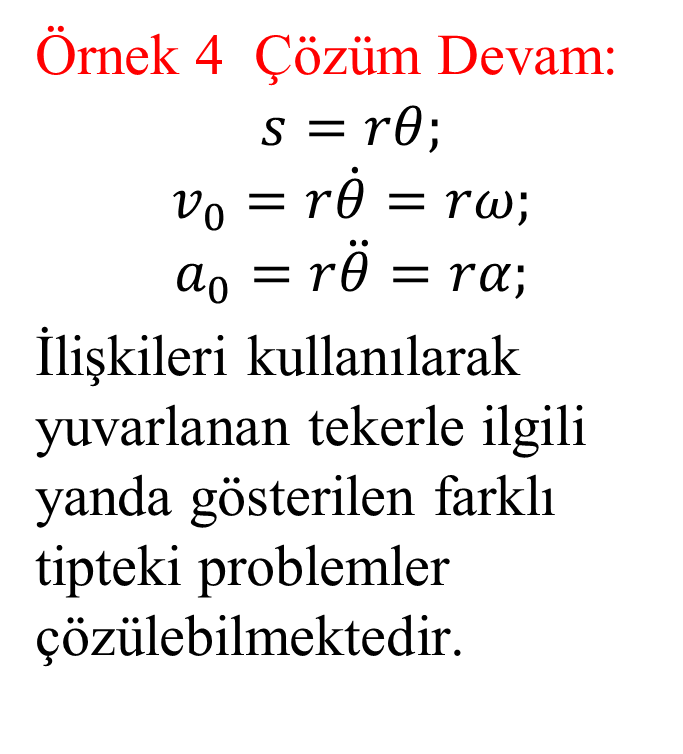 Örnek 4 Çözüm Devam:
s = rθ;
v₀ = rθ̇ = rω;
a₀ = rθ̈ = rα;
İlişkileri kullanılarak
yuvarlanan tekerle ilgili
yanda gösterilen farklı
tipteki problemler
çözülebilmektedir.